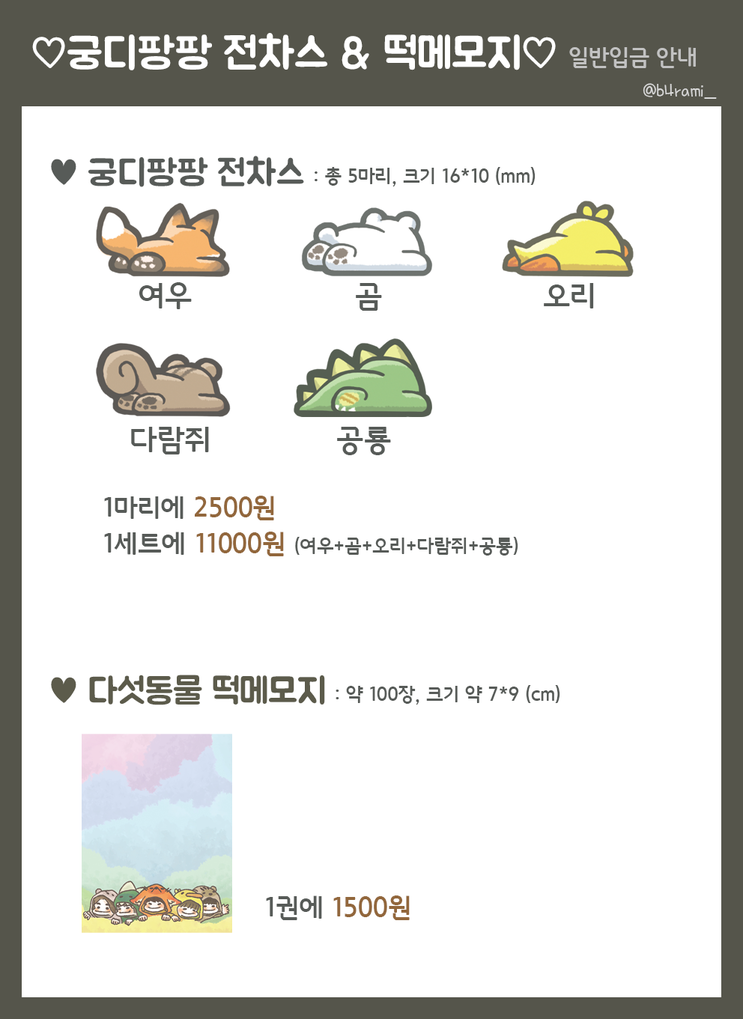 ♡궁디팡팡 전차스 & 떡메모지♡ 일반입금 안내
@b4rami_
♥ 궁디팡팡 전차스 : 총 5마리, 크기 16*10 (mm)
여우 곰 오리
다람쥐 공룡
1마리에 2500원
1세트에 11000원 (여우+곰+오리+다람쥐+공룡)
♥ 다섯동물 떡메모지 : 약 100장, 크기 약 7*9 (cm)
1권에 1500원